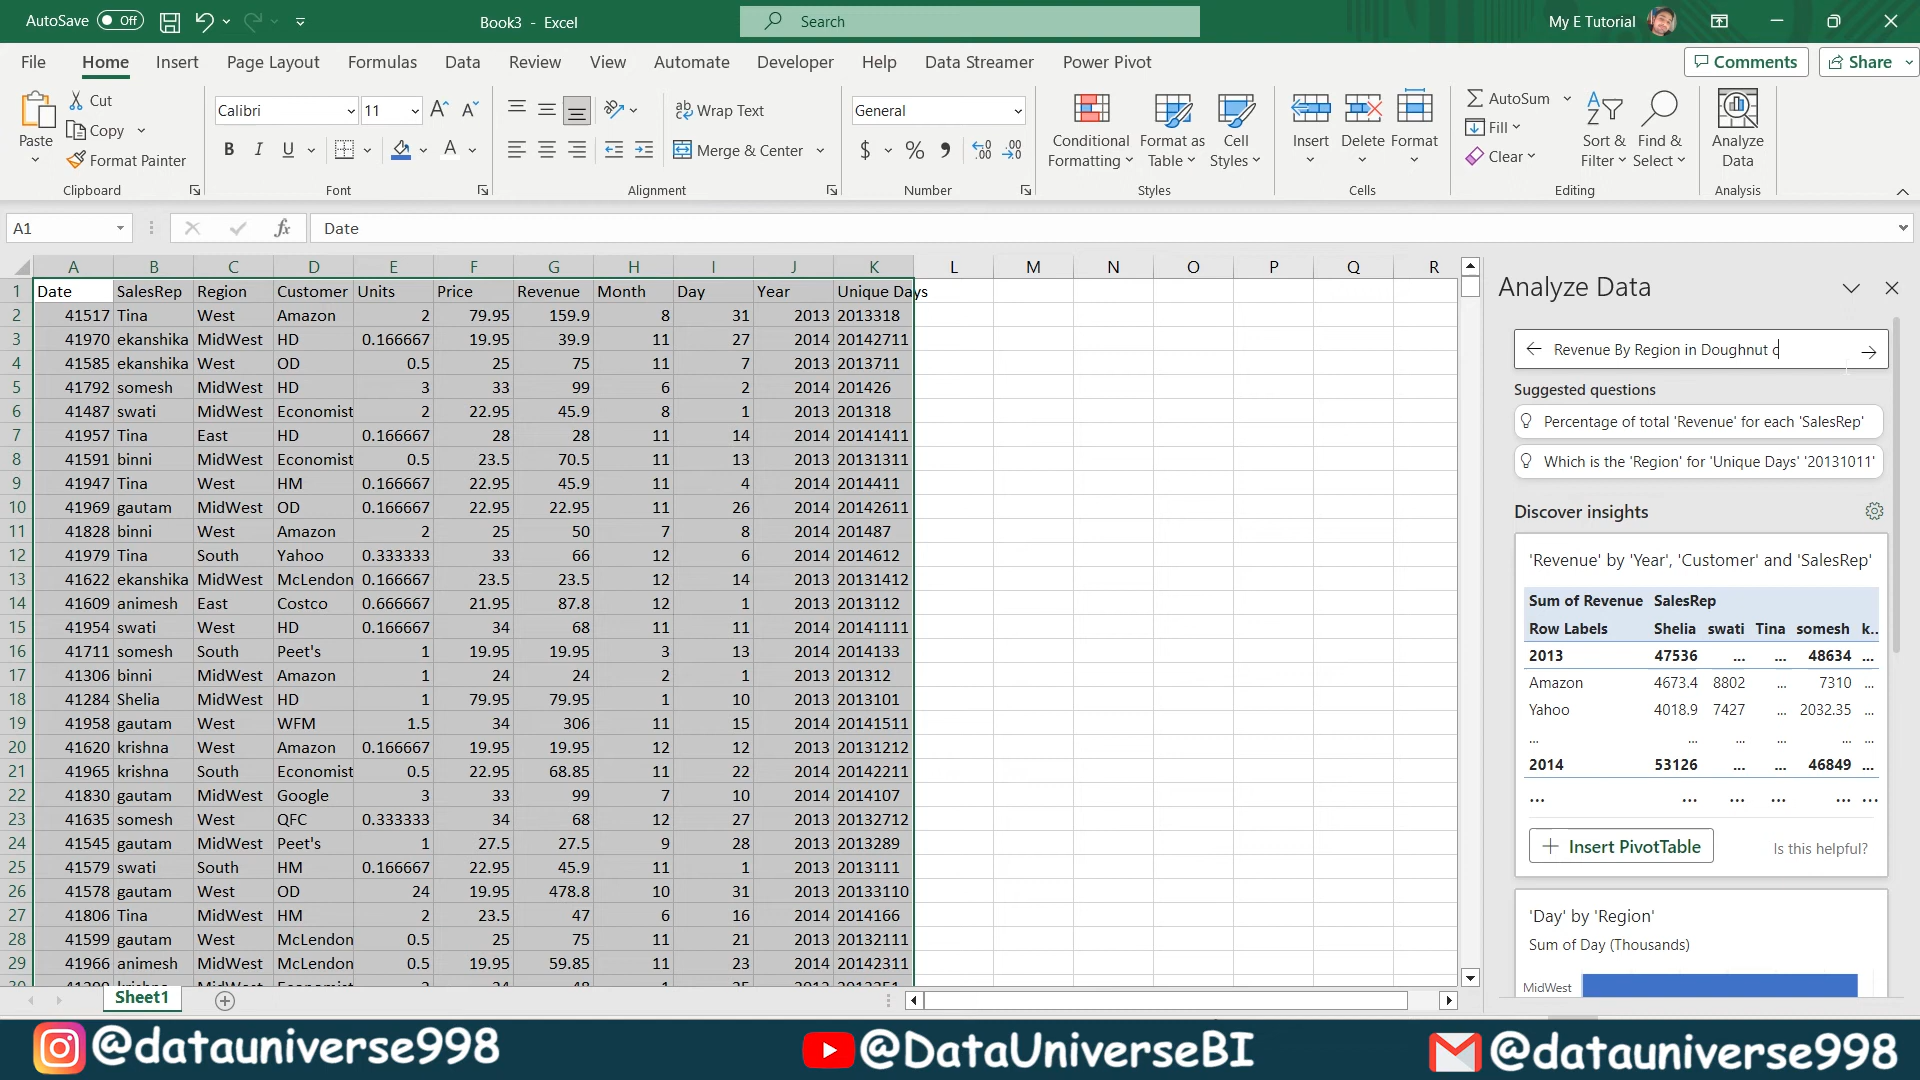 AutoSave Off Book3 - Excel Search My E Tutorial
File Home Insert Page Layout Formulas Data Review View Automate Developer Help Data Streamer Power Pivot Comments Share
Paste Cut Copy Format Painter Clipboard
Calibri 11 B I U Font
Wrap Text Merge & Center Alignment
General $ % Number
Conditional Formatting Format as Table Cell Styles Styles
Insert Delete Format Cells
AutoSum Fill Clear Sort & Filter Find & Select Editing
Analyze Data Analysis
A1 fx Date
A B C D E F G H I J K L M N O P Q R
1 Date SalesRep Region Customer Units Price Revenue Month Day Year Unique Days
2 41517 Tina West Amazon 2 79.95 159.9 8 31 2013 2013318
3 41970 ekanshika MidWest HD 0.166667 19.95 39.9 11 27 2014 20142711
4 41585 ekanshika West OD 0.5 25 75 11 7 2013 2013711
5 41792 somesh MidWest HD 3 33 99 6 2 2014 201426
6 41487 swati MidWest Economist 2 22.95 45.9 8 1 2013 201318
7 41957 Tina East HD 0.166667 28 28 11 14 2014 20141411
8 41591 binni MidWest Economist 0.5 23.5 70.5 11 13 2013 20131311
9 41947 Tina West HM 0.166667 22.95 45.9 11 4 2014 2014411
10 41969 gautam MidWest OD 0.166667 22.95 22.95 11 26 2014 20142611
11 41828 binni West Amazon 2 25 50 7 8 2014 201487
12 41979 Tina South Yahoo 0.333333 33 66 12 6 2014 2014612
13 41622 ekanshika MidWest McLendon 0.166667 23.5 23.5 12 14 2013 20131412
14 41609 animesh East Costco 0.666667 21.95 87.8 12 1 2013 2013112
15 41954 swati West HD 0.166667 34 68 11 11 2014 20141111
16 41711 somesh South Peet's 1 19.95 19.95 3 13 2014 2014133
17 41306 binni MidWest Amazon 1 24 24 2 1 2013 201312
18 41284 Shelia MidWest HD 1 79.95 79.95 1 10 2013 2013101
19 41958 gautam West WFM 1.5 34 306 11 15 2014 20141511
20 41620 krishna West Amazon 0.166667 19.95 19.95 12 12 2013 20131212
21 41965 krishna South Economist 0.5 22.95 68.85 11 22 2014 20142211
22 41830 gautam MidWest Google 3 33 99 7 10 2014 2014107
23 41635 somesh West QFC 0.333333 34 68 12 27 2013 20132712
24 41545 gautam MidWest Peet's 1 27.5 27.5 9 28 2013 2013289
25 41579 swati South HM 0.166667 22.95 45.9 11 1 2013 2013111
26 41578 gautam West OD 24 19.95 478.8 10 31 2013 20133110
27 41806 Tina MidWest HM 2 23.5 47 6 16 2014 2014166
28 41599 gautam West McLendon 0.5 25 75 11 21 2013 20132111
29 41966 animesh MidWest McLendon 0.5 19.95 59.85 11 23 2014 20142311
Sheet1
Analyze Data
Revenue By Region in Doughnut c
Suggested questions
Percentage of total 'Revenue' for each 'SalesRep'
Which is the 'Region' for 'Unique Days' '20131011'
Discover insights
'Revenue' by 'Year', 'Customer' and 'SalesRep'
Sum of Revenue SalesRep
Row Labels Shelia swati Tina somesh k..
2013 47536 ... ... 48634 ...
Amazon 4673.4 8802 ... 7310 ...
Yahoo 4018.9 7427 ... 2032.35 ...
... ... ... ... ... ...
2014 53126 ... ... 46849 ...
... ... ... ... ... ...
Insert PivotTable Is this helpful?
'Day' by 'Region'
Sum of Day (Thousands)
MidWest
@datauniverse998 @DataUniverseBI @datauniverse998